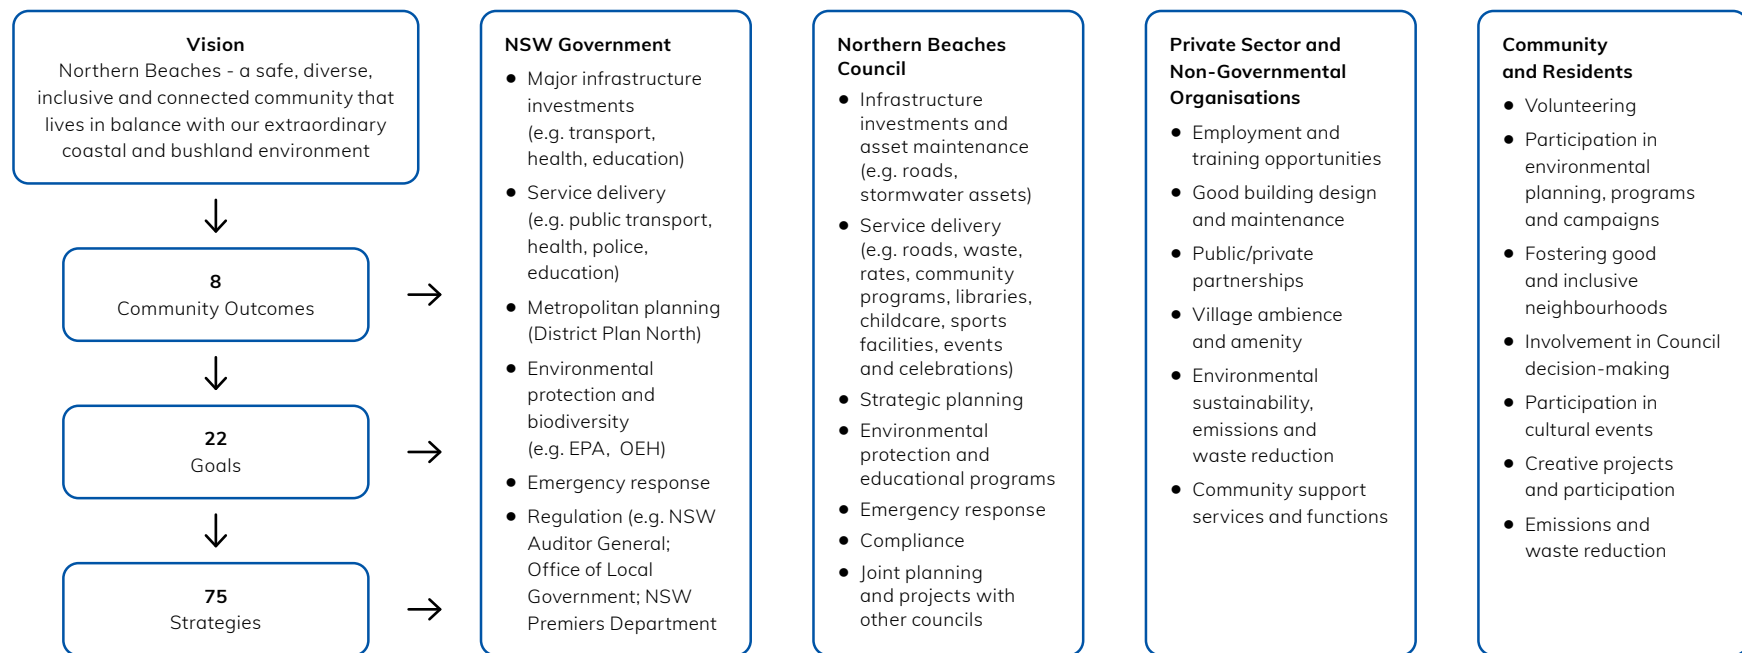 Vision
Northern Beaches - a safe, diverse,
inclusive and connected community that
lives in balance with our extraordinary
coastal and bushland environment
8
Community Outcomes
22
Goals
75
Strategies
NSW Government
● Major infrastructure
investments
(e.g. transport,
health, education)
● Service delivery
(e.g. public transport,
health, police,
education)
● Metropolitan planning
(District Plan North)
● Environmental
protection and
biodiversity
(e.g. EPA, OEH)
● Emergency response
● Regulation (e.g. NSW
Auditor General;
Office of Local
Government; NSW
Premiers Department
Northern Beaches
Council
● Infrastructure
investments and
asset maintenance
(e.g. roads,
stormwater assets)
● Service delivery
(e.g. roads, waste,
rates, community
programs, libraries,
childcare, sports
facilities, events
and celebrations)
● Strategic planning
● Environmental
protection and
educational programs
● Emergency response
● Compliance
● Joint planning
and projects with
other councils
Private Sector and
Non-Governmental
Organisations
● Employment and
training opportunities
● Good building design
and maintenance
● Public/private
partnerships
● Village ambience
and amenity
● Environmental
sustainability,
emissions and
waste reduction
● Community support
services and functions
Community
and Residents
● Volunteering
● Participation in
environmental
planning, programs
and campaigns
● Fostering good
and inclusive
neighbourhoods
● Involvement in Council
decision-making
● Participation in
cultural events
● Creative projects
and participation
● Emissions and
waste reduction